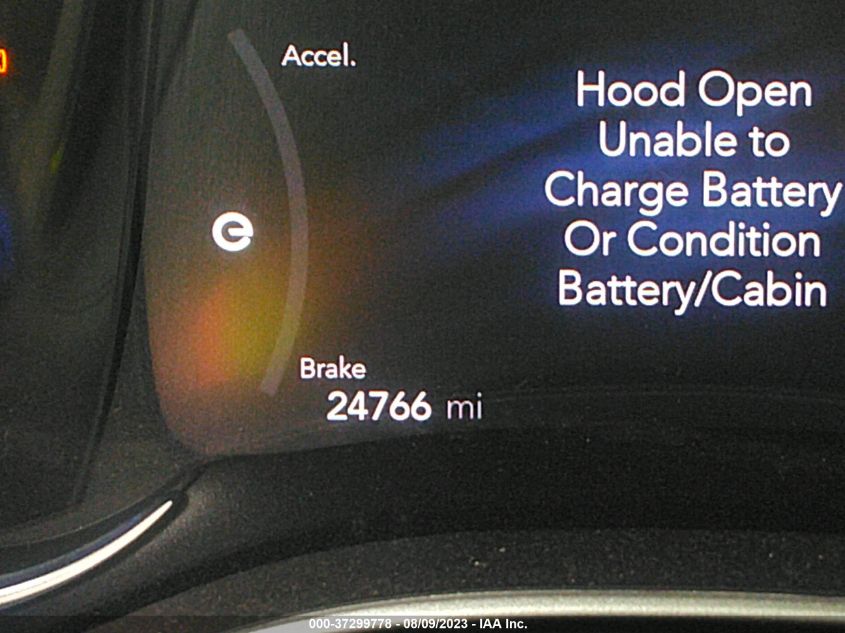 Accel.
Hood Open
Unable to
Charge Battery
Or Condition
Battery/Cabin
Brake
24766 mi
000-37299778 - 08/09/2023 - IAA Inc.